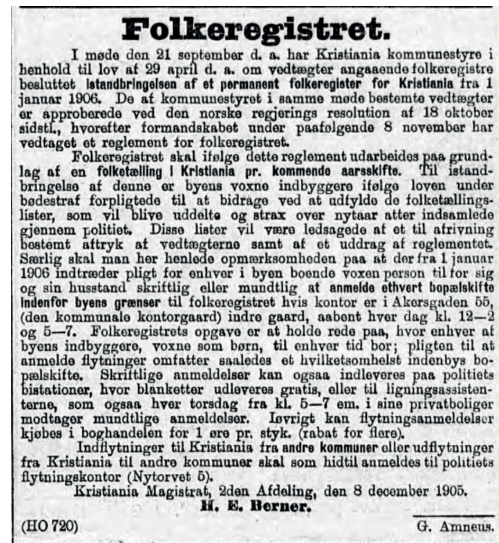 Folkeregistret.
I møde den 21 september d. a. har Kristiania kommunestyre i
henhold til lov af 29 april d. a. om vedtægter angaaende folkeregistre
besluttet istandbringelsen af et permanent folkeregister for Kristiania fra 1
januar 1906. De af kommunestyret i samme møde bestemte vedtægter
er approberede ved den norske regjerings resolution af 18 oktober
sidstl., hvorefter formandskabet under paafølgende 8 november har
vedtaget et reglement for folkeregistret.
Folkeregistret skal ifølge dette reglement udarbeides paa grund-
lag af en folketælling i Kristiania pr. kommende aarsskifte. Til istand-
bringelse af denne er byens voxne indbyggere ifølge loven under
bødestraf forpligtede til at bidrage ved at udfylde de folketællings-
lister, som vil blive uddelte og strax over nytaar atter indsamlede
gjennem politiet. Disse lister vil være ledsagede af et til afrivning
bestemt aftryk af vedtægterne samt af et uddrag af reglementet.
Særlig skal man her henlede opmærksomheden paa at der fra 1 januar
1906 indtræder pligt for enhver i byen boende voxen person til for sig
og sin husstand skriftlig eller mundtlig at anmelde ethvert bopælskifte
indenfor byens grænser til folkeregistret hvis kontor er i Akersgaden 55,
(den kommunale kontorgaard) indre gaard, aabent hver dag kl. 12—2
og 5—7. Folkeregistrets opgave er at holde rede paa, hvor enhver af
byens indbyggere, voxne som børn, til enhver tid bor; pligten til at
anmelde flytninger omfatter saaledes et hvilketsomhelst indenbys bo-
pælskifte. Skriftlige anmeldelser kan ogsaa indleveres paa politiets
bistationer, hvor blanketter udleveres gratis, eller til ligningsassisten-
terne, som ogsaa hver torsdag fra kl. 5—7 em. i sine privatboliger
modtager mundtlige anmeldelser. Iøvrigt kan flytningsanmeldelser
kjøbes i boghandelen for 1 øre pr. styk. (rabat for flere).
Indflytninger til Kristiania fra andre kommuner eller udflytninger
fra Kristiania til andre kommuner skal som hidtil anmeldes til politiets
flytningskontor (Nytorvet 5).
Kristiania Magistrat, 2den Afdeling, den 8 december 1905.
H. E. Berner.
(HO 720) G. Amneus.